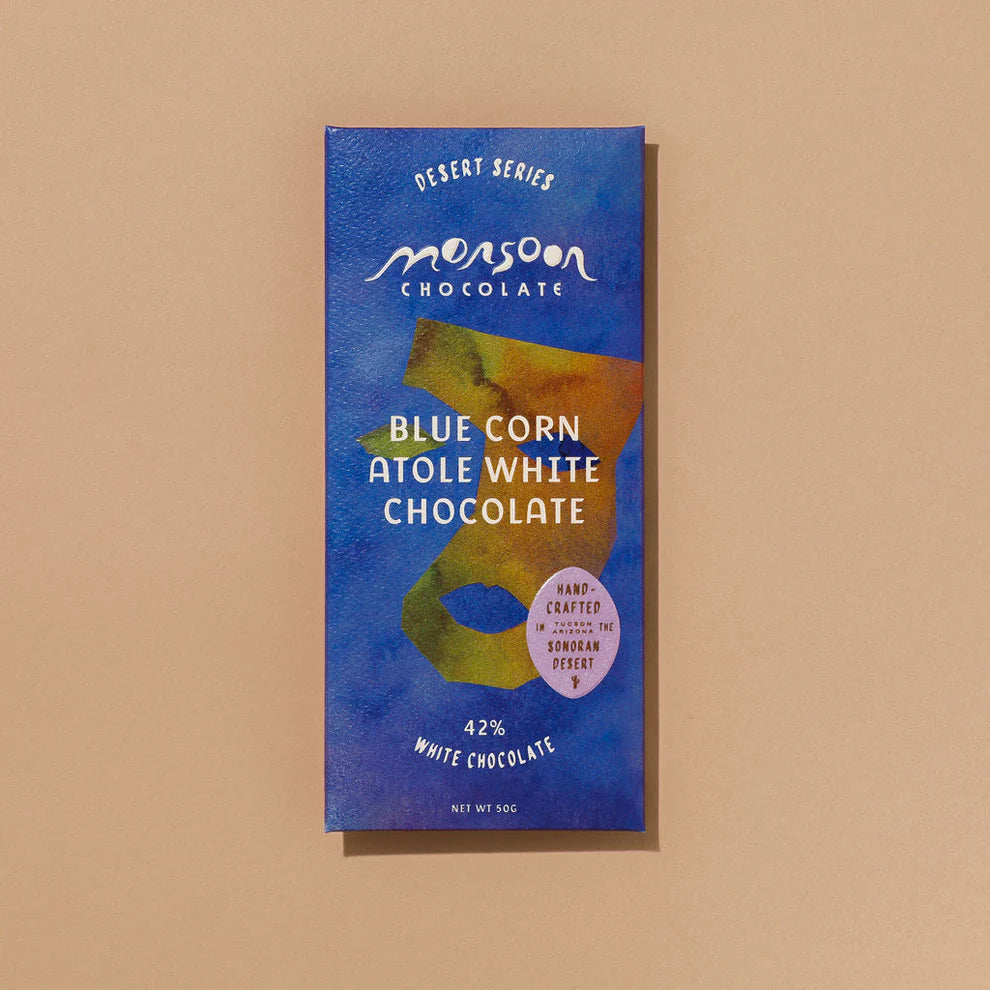 DESERT SERIES
monsoon
CHOCOLATE
BLUE CORN
ATOLE WHITE
CHOCOLATE
HAND-
CRAFTED
IN TUCSON ARIZONA THE
SONORAN
DESERT
42%
WHITE CHOCOLATE
NET WT 50G